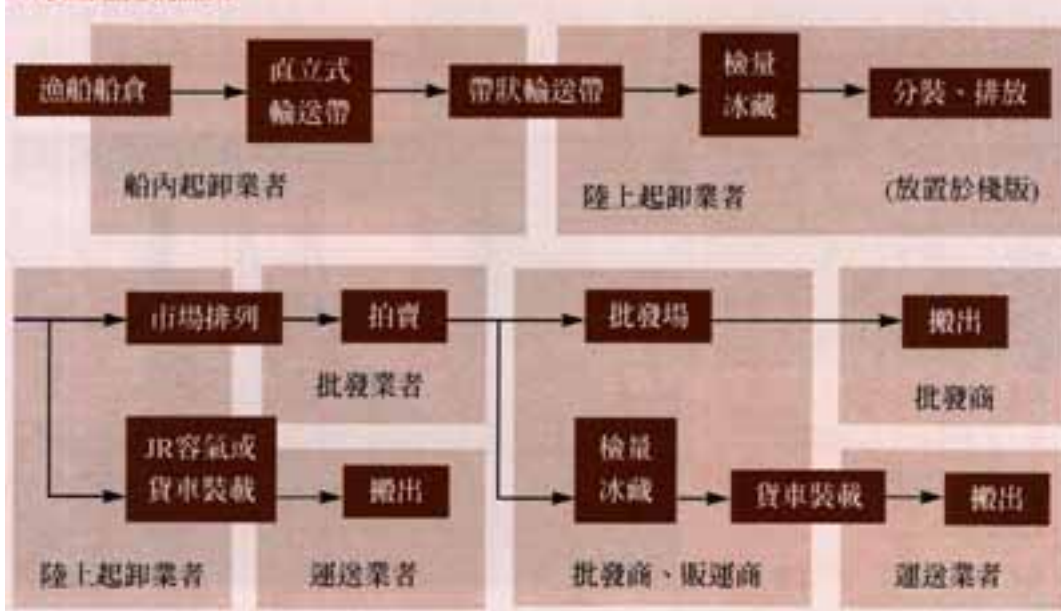 漁船船倉
直立式
輸送帶
帶狀輸送帶
檢量
冰藏
分裝、排放
船內起卸業者
陸上起卸業者
(放置於棧版)
市場排列
拍賣
批發場
搬出
批發業者
批發商
JR容氣或
貨車裝載
搬出
檢量
冰藏
貨車裝載
搬出
陸上起卸業者
運送業者
批發商、販運商
運送業者